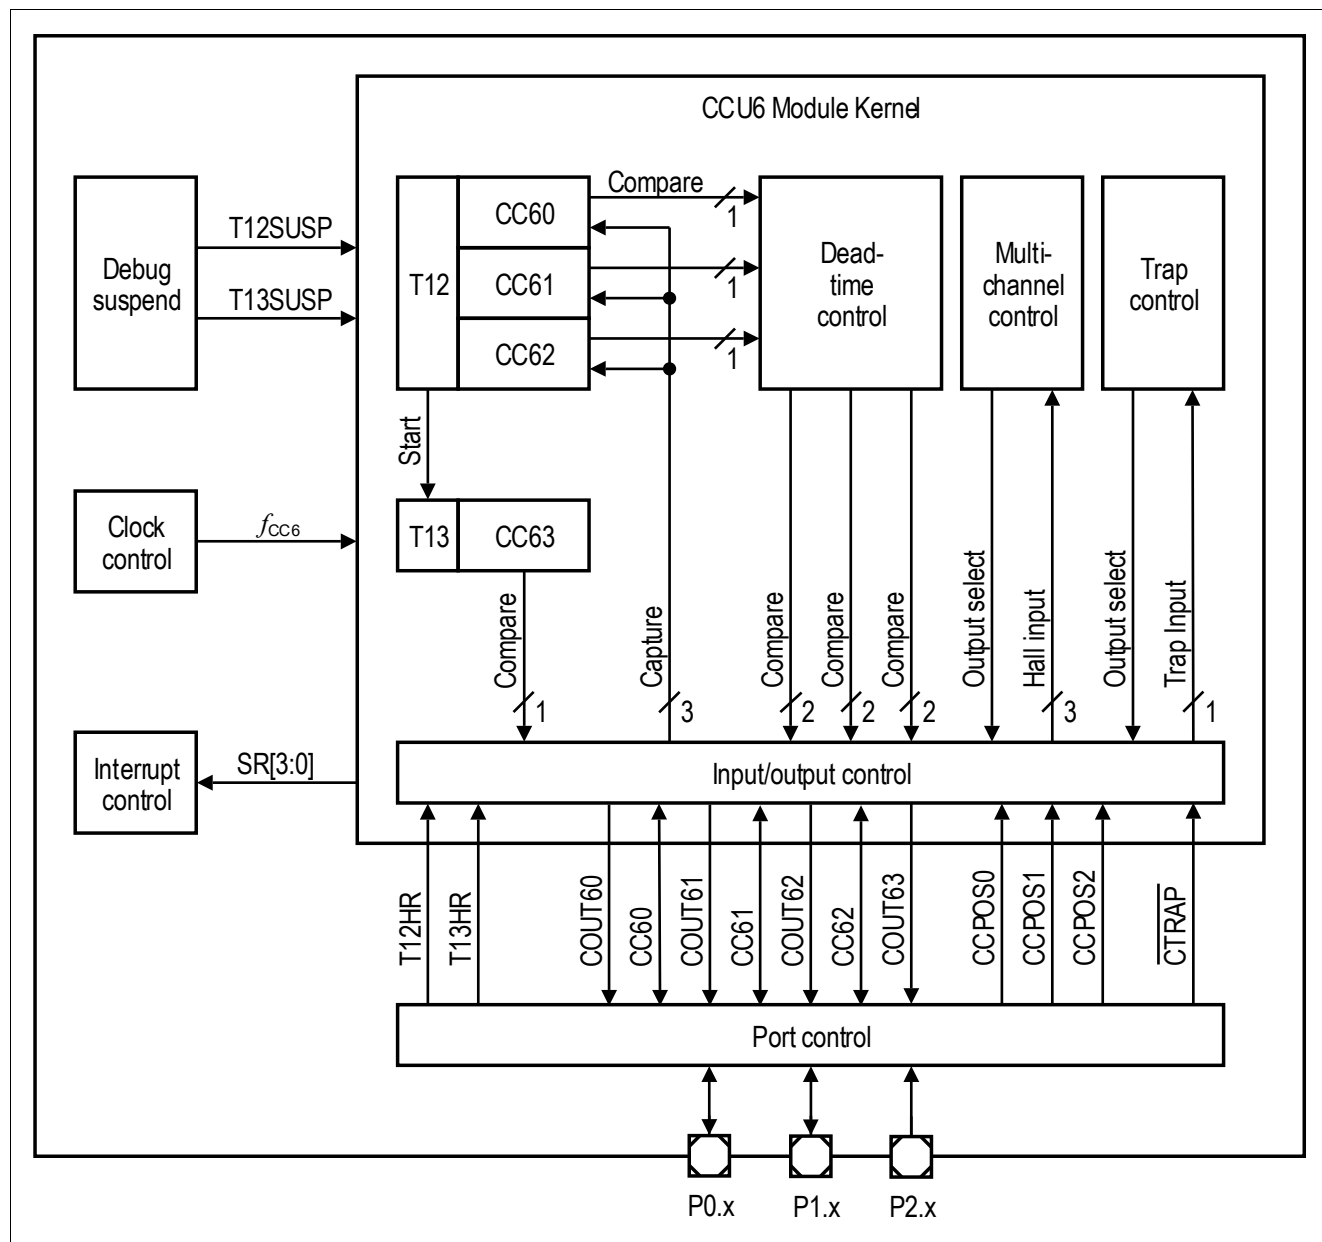 CCU6 Module Kernel
Debug
suspend
T12SUSP
T13SUSP
T12
CC60
CC61
CC62
Compare
1
1
1
Dead-
time
control
Multi-
channel
control
Trap
control
Start
Clock
control
fCC6
T13
CC63
Compare
1
Capture
3
Compare
2
Compare
2
Compare
2
Output select
Hall input
3
Output select
Trap Input
1
Interrupt
control
SR[3:0]
Input/output control
T12HR
T13HR
COUT60
CC60
COUT61
CC61
COUT62
CC62
COUT63
CCPOS0
CCPOS1
CCPOS2
CTRAP
Port control
P0.x
P1.x
P2.x